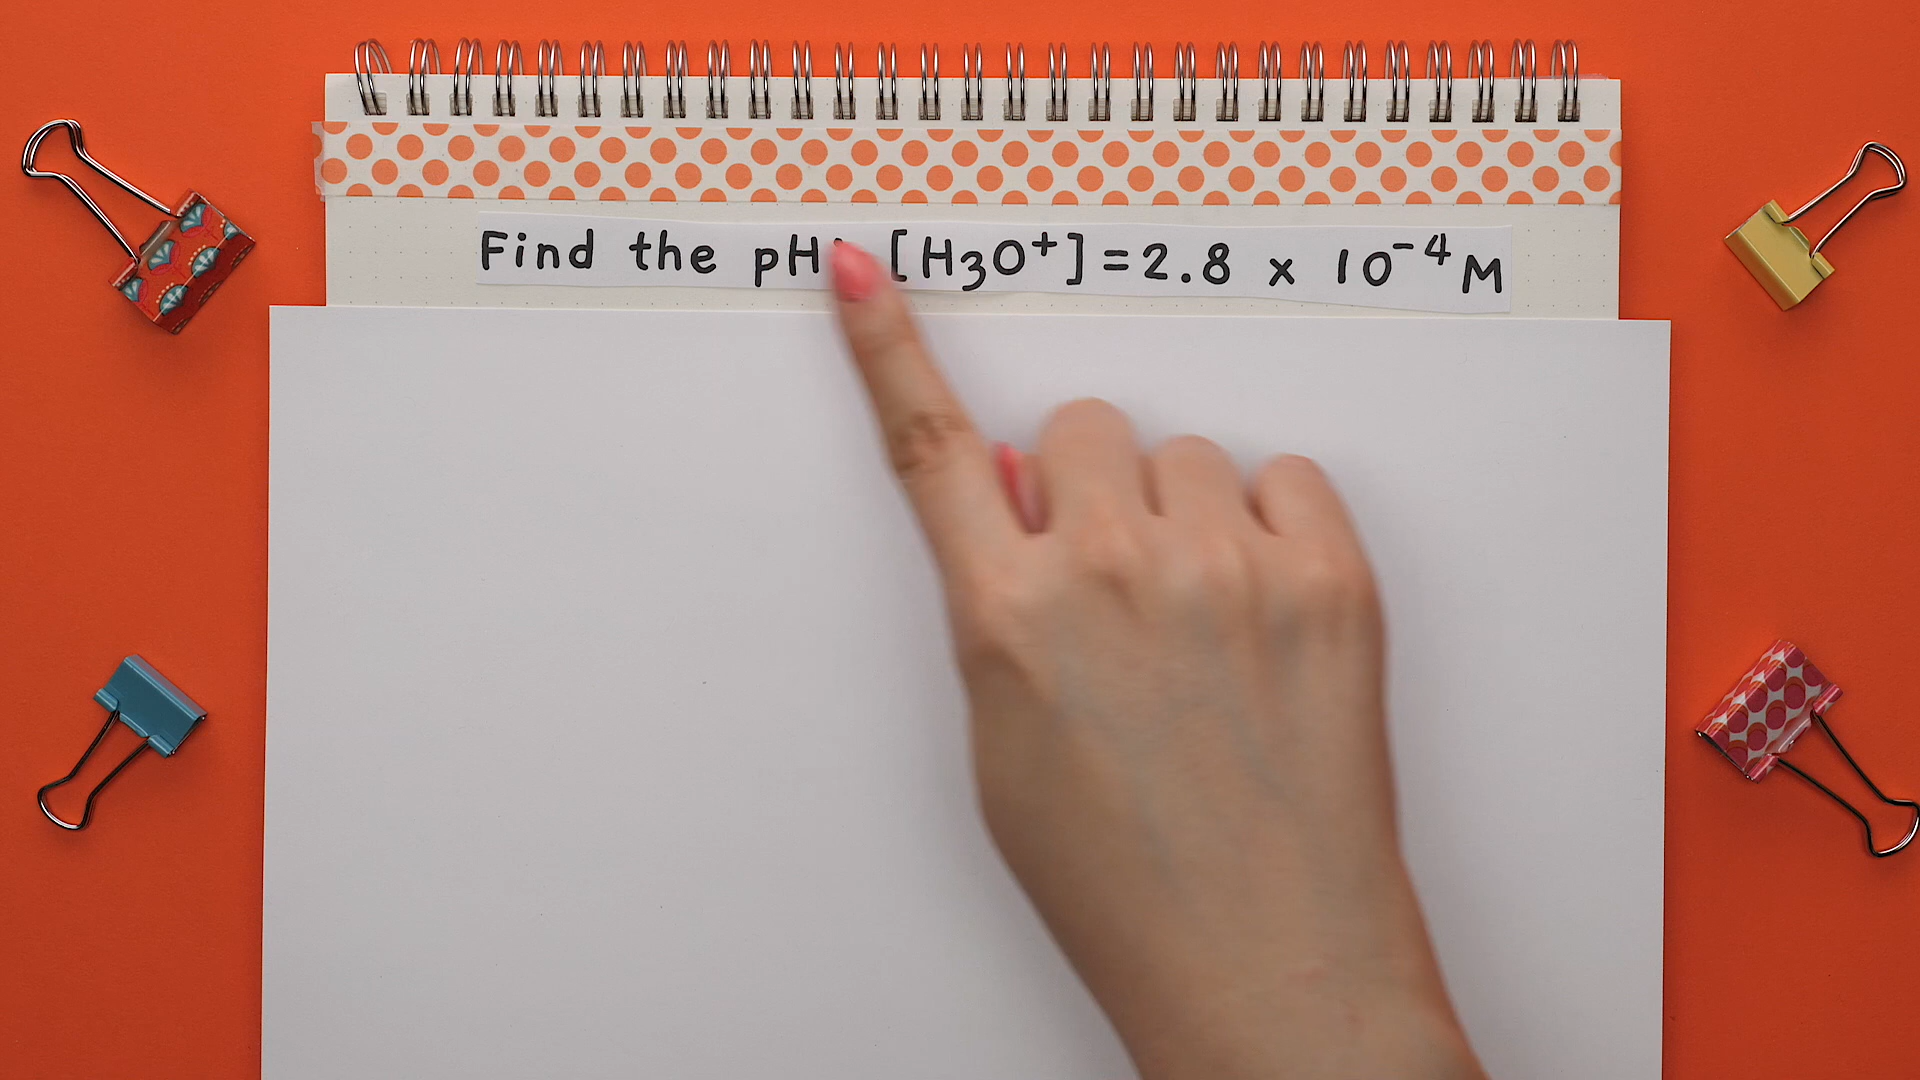 Find the pH: [H₃O⁺] = 2.8 x 10⁻⁴ M